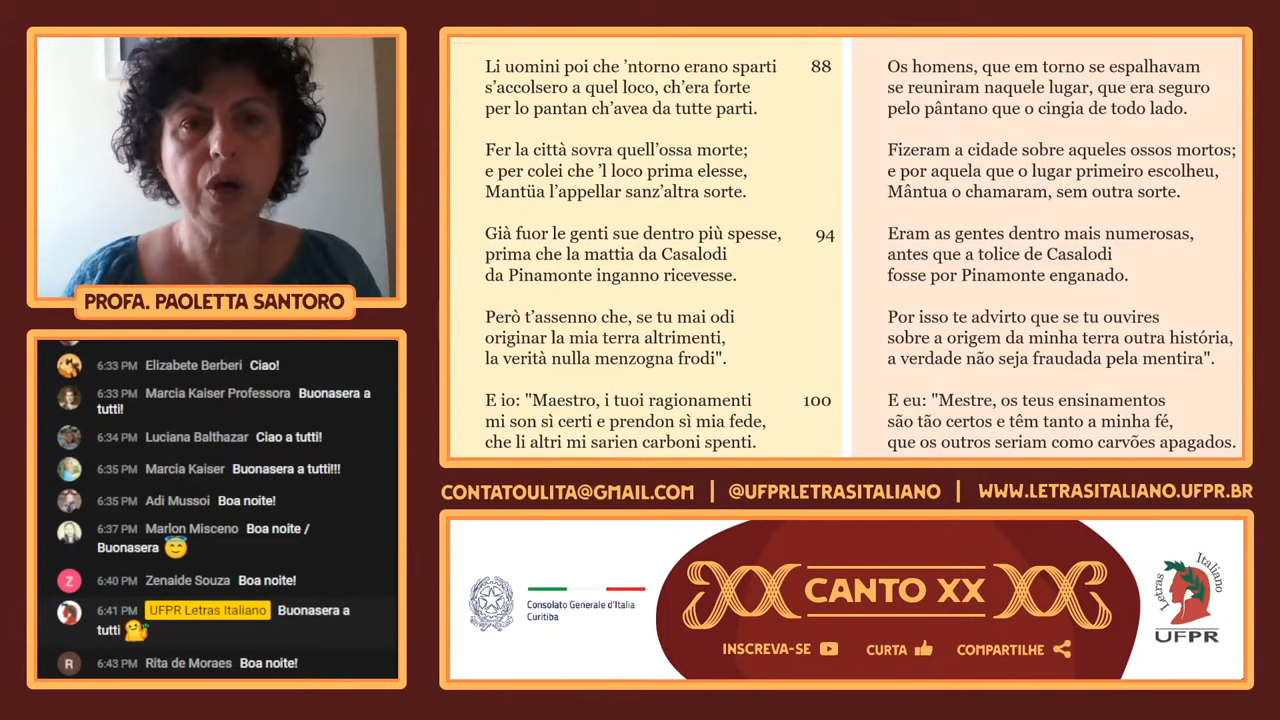 PROFA. PAOLETTA SANTORO
6:33 PM Elizabete Berberi Ciao!
6:33 PM Marcia Kaiser Professora Buonasera a
tutti!
6:34 PM Luciana Balthazar Ciao a tutti!
6:35 PM Marcia Kaiser Buonasera a tutti!!!
6:35 PM Adi Mussoi Boa noite!
6:37 PM Marlon Misceno Boa noite /
Buonasera 😇
Z 6:40 PM Zenaide Souza Boa noite!
6:41 PM UFPR Letras Italiano Buonasera a
tutti
R 6:43 PM Rita de Moraes Boa noite!
Li uomini poi che ’ntorno erano sparti 88
s’accolsero a quel loco, ch’era forte
per lo pantan ch’avea da tutte parti.
Fer la città sovra quell’ossa morte;
e per colei che ’l loco prima elesse,
Mantüa l’appellar sanz’altra sorte.
Già fuor le genti sue dentro più spesse, 94
prima che la mattia da Casalodi
da Pinamonte inganno ricevesse.
Però t’assenno che, se tu mai odi
originar la mia terra altrimenti,
la verità nulla menzogna frodi".
E io: "Maestro, i tuoi ragionamenti 100
mi son sì certi e prendon sì mia fede,
che li altri mi sarien carboni spenti.
Os homens, que em torno se espalhavam
se reuniram naquele lugar, que era seguro
pelo pântano que o cingia de todo lado.
Fizeram a cidade sobre aqueles ossos mortos;
e por aquela que o lugar primeiro escolheu,
Mântua o chamaram, sem outra sorte.
Eram as gentes dentro mais numerosas,
antes que a tolice de Casalodi
fosse por Pinamonte enganado.
Por isso te advirto que se tu ouvires
sobre a origem da minha terra outra história,
a verdade não seja fraudada pela mentira".
E eu: "Mestre, os teus ensinamentos
são tão certos e têm tanto a minha fé,
que os outros seriam como carvões apagados.
CONTATOULITA@GMAIL.COM | @UFPRLETRASITALIANO | WWW.LETRASITALIANO.UFPR.BR
Consolato Generale d'Italia
Curitiba
XX CANTO XX XX
INSCREVA-SE CURTA COMPARTILHE
Letras Italiano
UFPR